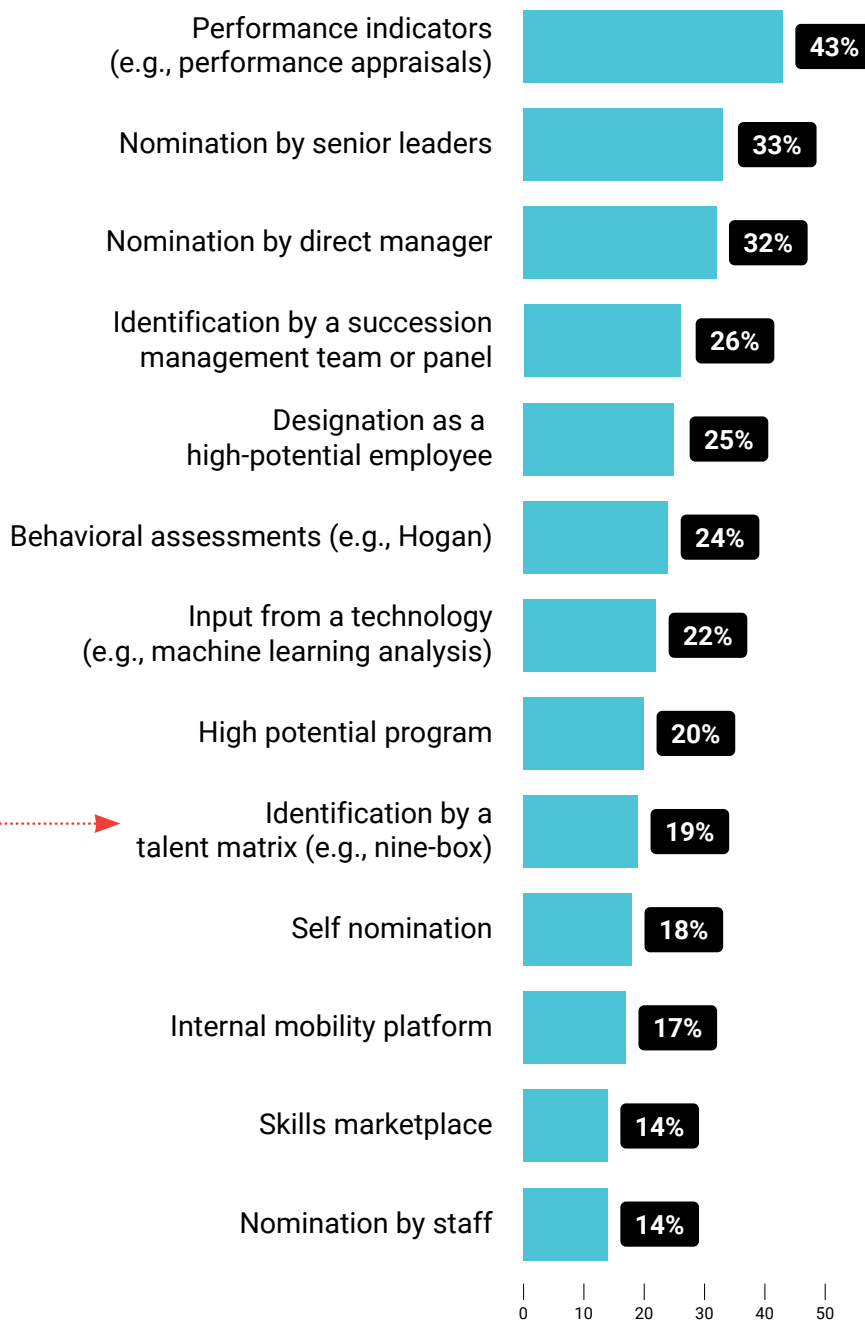 Performance indicators
(e.g., performance appraisals)
43%
Nomination by senior leaders
33%
Nomination by direct manager
32%
Identification by a succession
management team or panel
26%
Designation as a
high-potential employee
25%
Behavioral assessments (e.g., Hogan)
24%
Input from a technology
(e.g., machine learning analysis)
22%
High potential program
20%
Identification by a
talent matrix (e.g., nine-box)
19%
Self nomination
18%
Internal mobility platform
17%
Skills marketplace
14%
Nomination by staff
14%
0 10 20 30 40 50